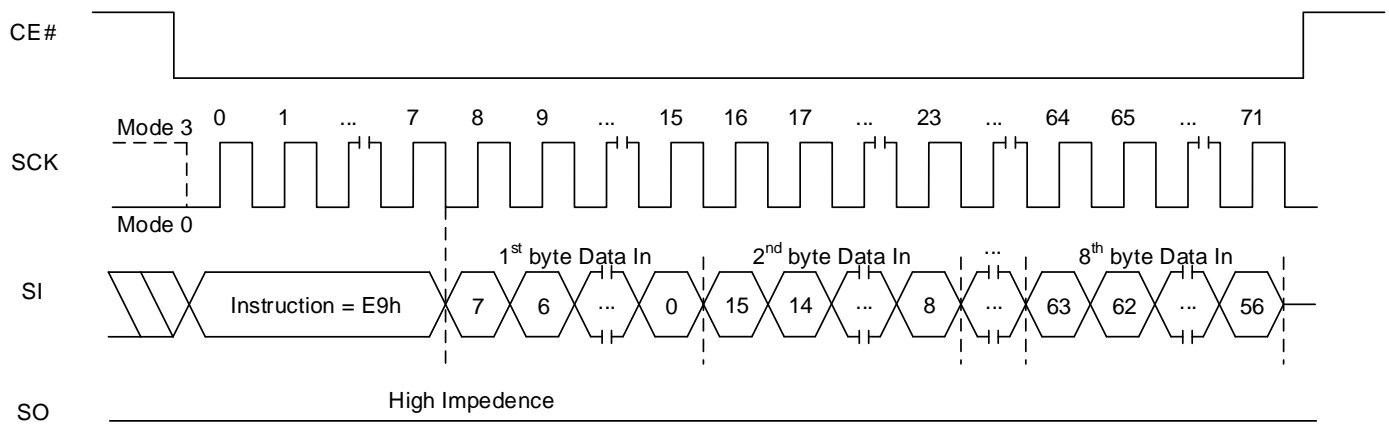 CE#
0 1 ... 7 8 9 ... 15 16 17 ... 23 ... 64 65 ... 71
Mode 3
SCK
Mode 0
1st byte Data In 2nd byte Data In ... 8th byte Data In
SI Instruction = E9h 7 6 ... 0 15 14 ... 8 ... 63 62 ... 56
High Impedence
SO